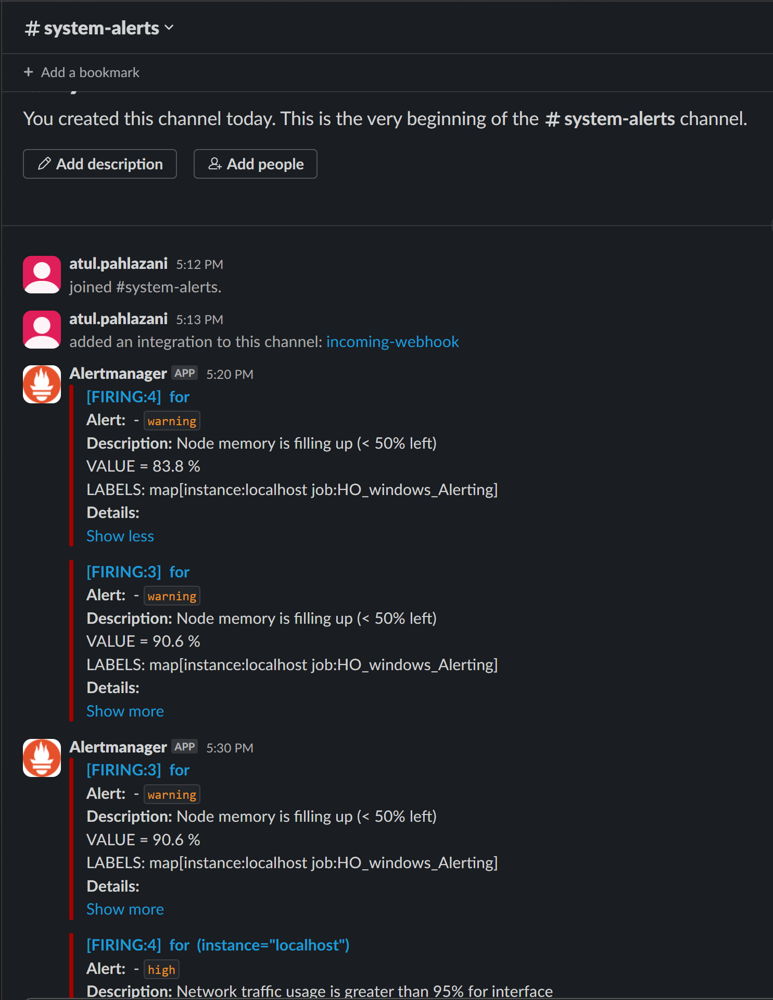 # system-alerts
+ Add a bookmark
You created this channel today. This is the very beginning of the # system-alerts channel.
Add description
Add people
atul.pahlazani 5:12 PM
joined #system-alerts.
atul.pahlazani 5:13 PM
added an integration to this channel: incoming-webhook
Alertmanager APP 5:20 PM
[FIRING:4] for
Alert: - warning
Description: Node memory is filling up (< 50% left)
VALUE = 83.8 %
LABELS: map[instance:localhost job:HO_windows_Alerting]
Details:
Show less
[FIRING:3] for
Alert: - warning
Description: Node memory is filling up (< 50% left)
VALUE = 90.6 %
LABELS: map[instance:localhost job:HO_windows_Alerting]
Details:
Show more
Alertmanager APP 5:30 PM
[FIRING:3] for
Alert: - warning
Description: Node memory is filling up (< 50% left)
VALUE = 90.6 %
LABELS: map[instance:localhost job:HO_windows_Alerting]
Details:
Show more
[FIRING:4] for (instance="localhost")
Alert: - high
Description: Network traffic usage is greater than 95% for interface